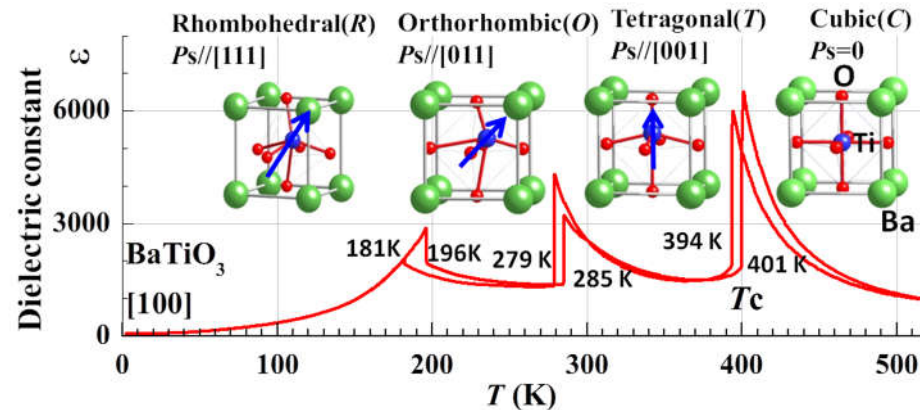 Rhombohedral(R)
Ps//[111]
Orthorhombic(O)
Ps//[011]
Tetragonal(T)
Ps//[001]
Cubic(C)
Ps=0
O
Ti
Ba
Dielectric constant ε
6000
3000
0
BaTiO₃
[100]
181K
196K
279 K
285 K
394 K
401 K
Tc
0
100
200
300
400
500
T (K)